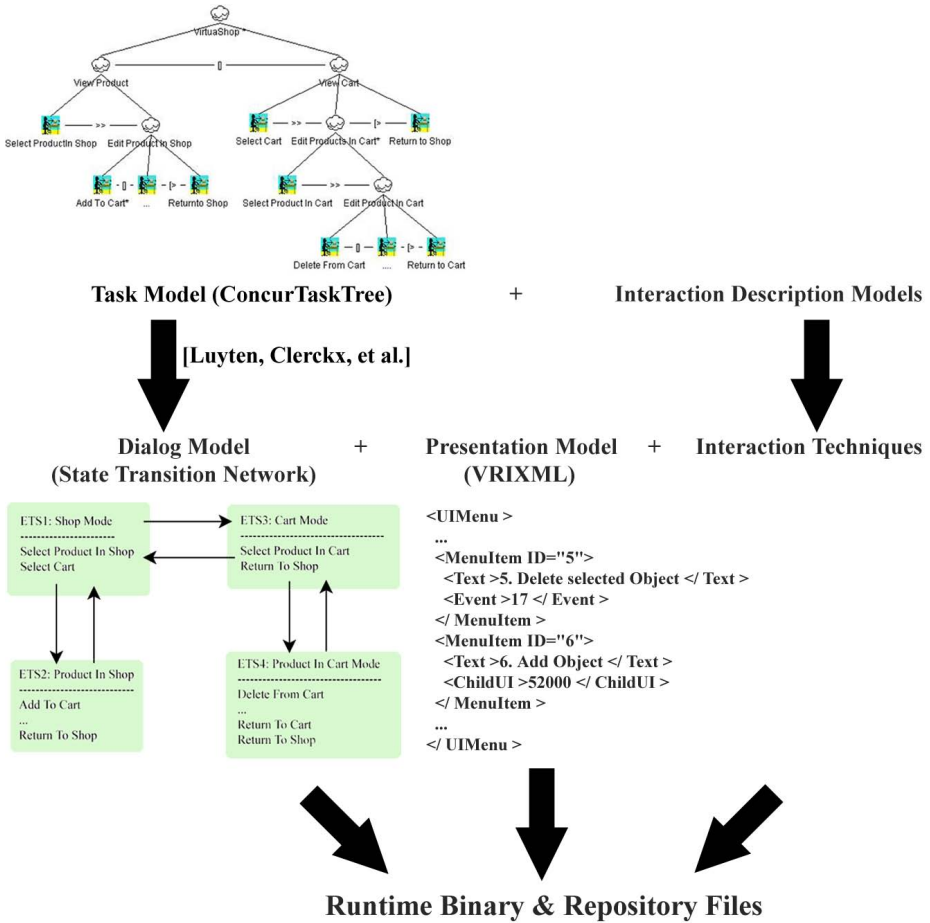 VirtuaShop *
[]
View Product
View Cart
>>
>>
[>
Select ProductIn Shop
Edit Product In Shop
Select Cart
Edit Products In Cart*
Return to Shop
[]
[>
>>
Add To Cart*
...
Returnto Shop
Select Product In Cart
Edit Product In Cart
[]
[>
Delete From Cart
....
Return to Cart
Task Model (ConcurTaskTree)
+
Interaction Description Models
[Luyten, Clerckx, et al.]
Dialog Model
(State Transition Network)
+
Presentation Model
(VRIXML)
+
Interaction Techniques
ETS1: Shop Mode
Select Product In Shop
Select Cart
ETS3: Cart Mode
Select Product In Cart
Return To Shop
ETS2: Product In Shop
Add To Cart
...
Return To Shop
ETS4: Product In Cart Mode
Delete From Cart
...
Return To Cart
Return To Shop
<UIMenu >
...
<MenuItem ID="5">
<Text >5. Delete selected Object </ Text >
<Event >17 </ Event >
</ MenuItem >
<MenuItem ID="6">
<Text >6. Add Object </ Text >
<ChildUI >52000 </ ChildUI >
</ MenuItem >
...
</ UIMenu >
Runtime Binary & Repository Files